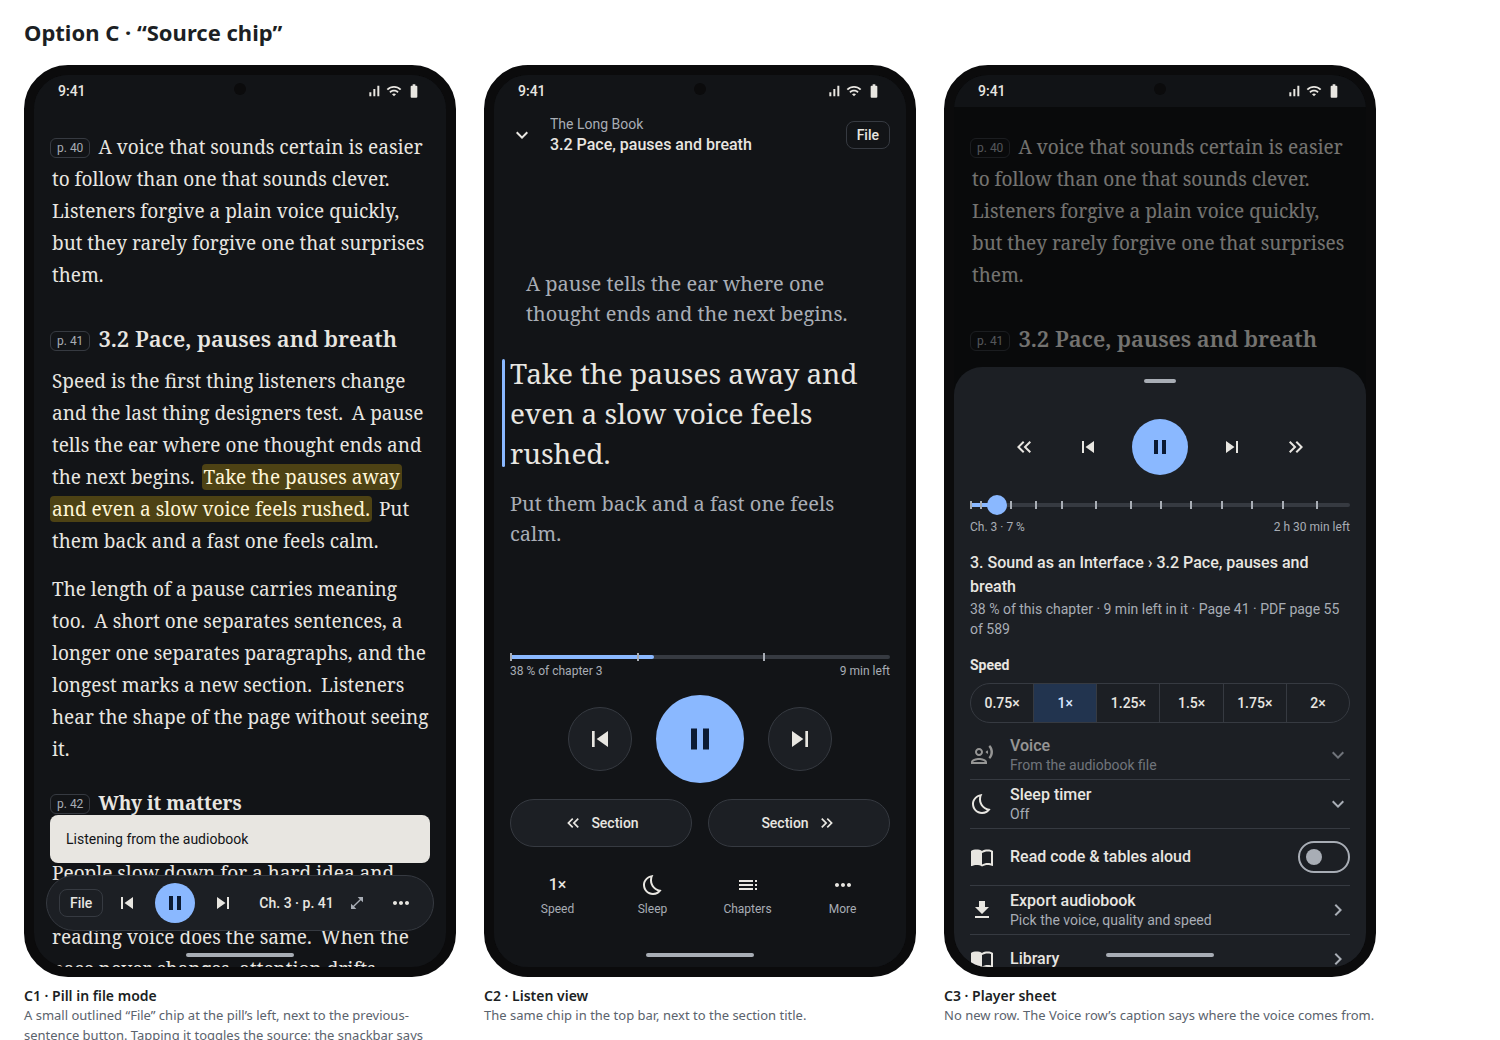 Option C · “Source chip”
9:41
p. 40 A voice that sounds certain is easier
to follow than one that sounds clever.
Listeners forgive a plain voice quickly,
but they rarely forgive one that surprises
them.
p. 41 3.2 Pace, pauses and breath
Speed is the first thing listeners change
and the last thing designers test. A pause
tells the ear where one thought ends and
the next begins. Take the pauses away
and even a slow voice feels rushed. Put
them back and a fast one feels calm.
The length of a pause carries meaning
too. A short one separates sentences, a
longer one separates paragraphs, and the
longest marks a new section. Listeners
hear the shape of the page without seeing
it.
p. 42 Why it matters
Listening from the audiobook
People slow down for a hard idea and
File Ch. 3 · p. 41
reading voice does the same. When the
C1 · Pill in file mode
A small outlined “File” chip at the pill’s left, next to the previous-
sentence button. Tapping it toggles the source; the snackbar says
9:41
The Long Book
3.2 Pace, pauses and breath
File
A pause tells the ear where one
thought ends and the next begins.
Take the pauses away and
even a slow voice feels
rushed.
Put them back and a fast one feels
calm.
38 % of chapter 3 9 min left
Section Section
1× Speed Sleep Chapters More
C2 · Listen view
The same chip in the top bar, next to the section title.
9:41
p. 40 A voice that sounds certain is easier
to follow than one that sounds clever.
Listeners forgive a plain voice quickly,
but they rarely forgive one that surprises
them.
p. 41 3.2 Pace, pauses and breath
Ch. 3 · 7 % 2 h 30 min left
3. Sound as an Interface › 3.2 Pace, pauses and
breath
38 % of this chapter · 9 min left in it · Page 41 · PDF page 55
of 589
Speed
0.75× 1× 1.25× 1.5× 1.75× 2×
Voice
From the audiobook file
Sleep timer
Off
Read code & tables aloud
Export audiobook
Pick the voice, quality and speed
Library
C3 · Player sheet
No new row. The Voice row’s caption says where the voice comes from.